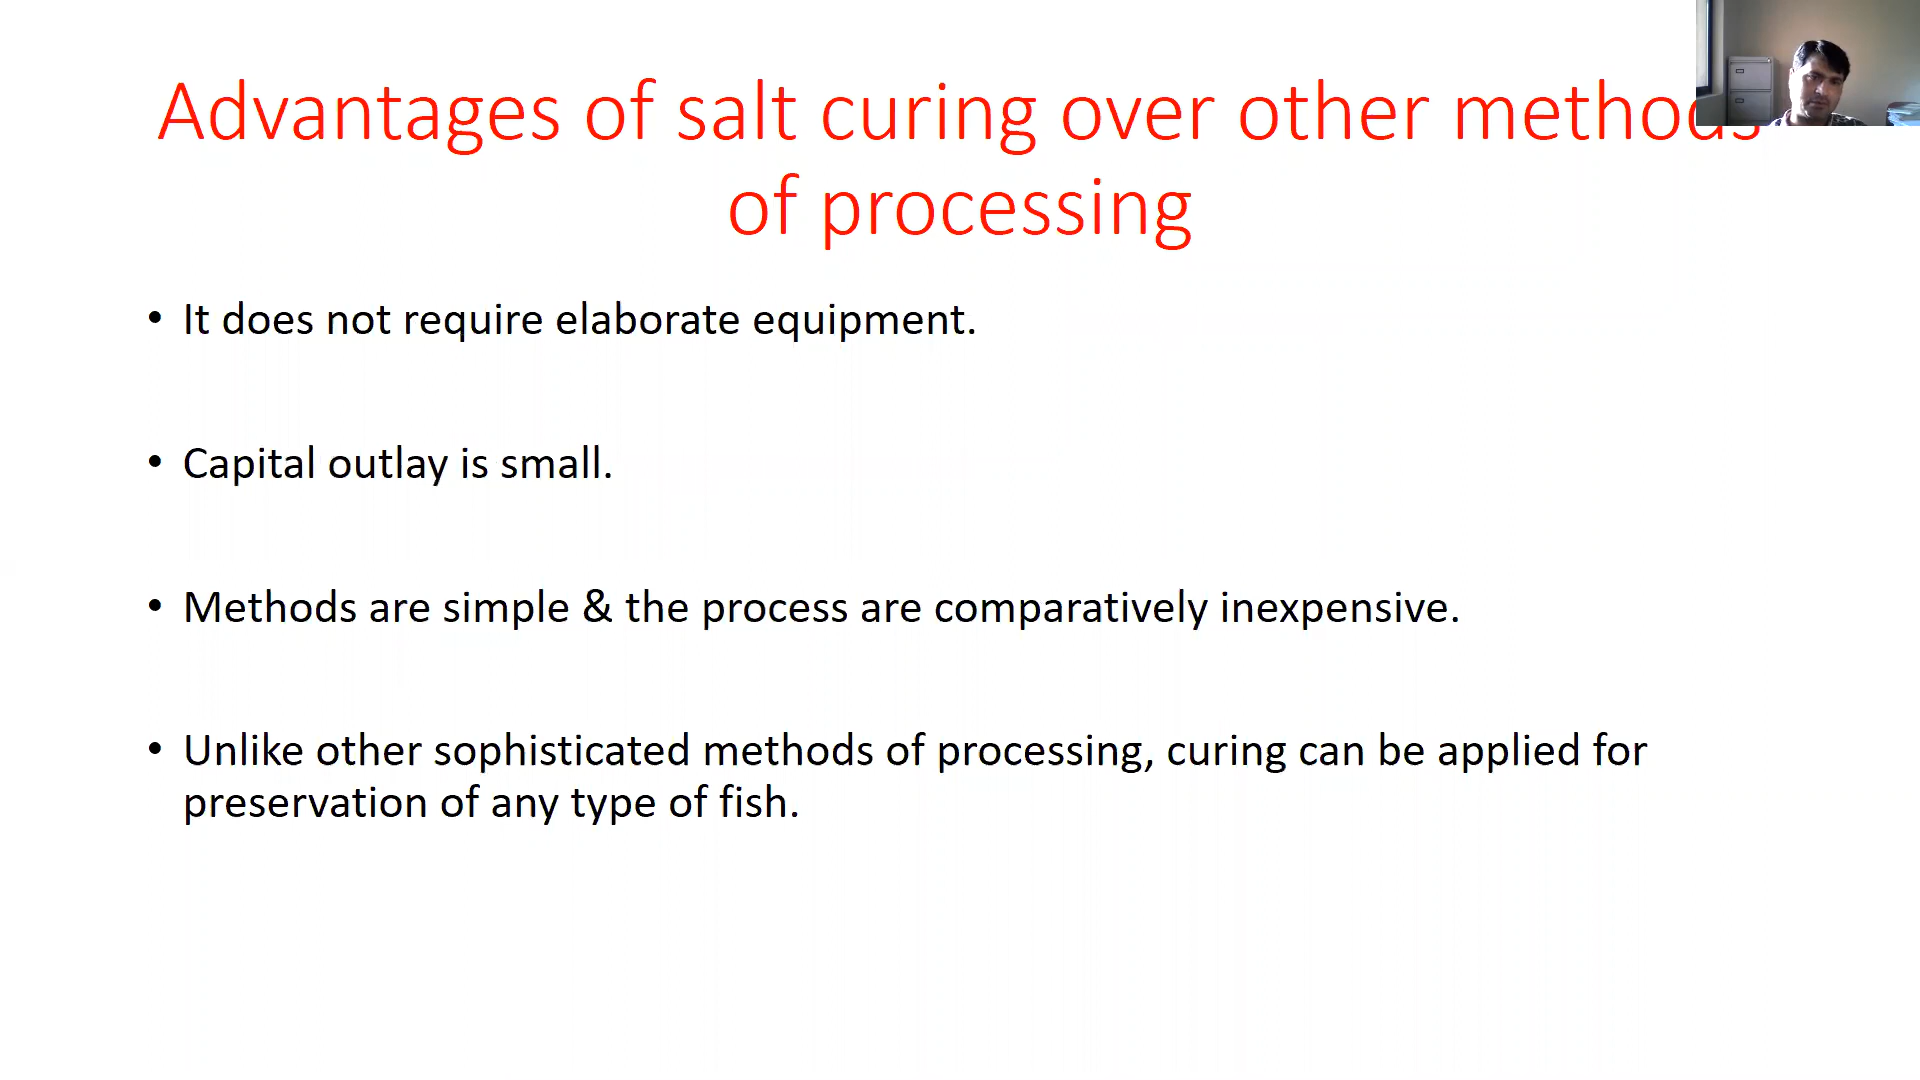 Advantages of salt curing over other methods
of processing
• It does not require elaborate equipment.
• Capital outlay is small.
• Methods are simple & the process are comparatively inexpensive.
• Unlike other sophisticated methods of processing, curing can be applied for
preservation of any type of fish.